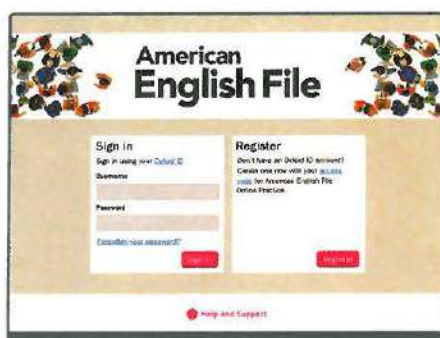 American
English File
Sign in
Sign in using your Oxford ID
Username
Password
Forgotten your password?
Sign in
Register
Don't have an Oxford ID account?
Create one now with your access
code for American English File
Online Practice.
Register
Help and Support